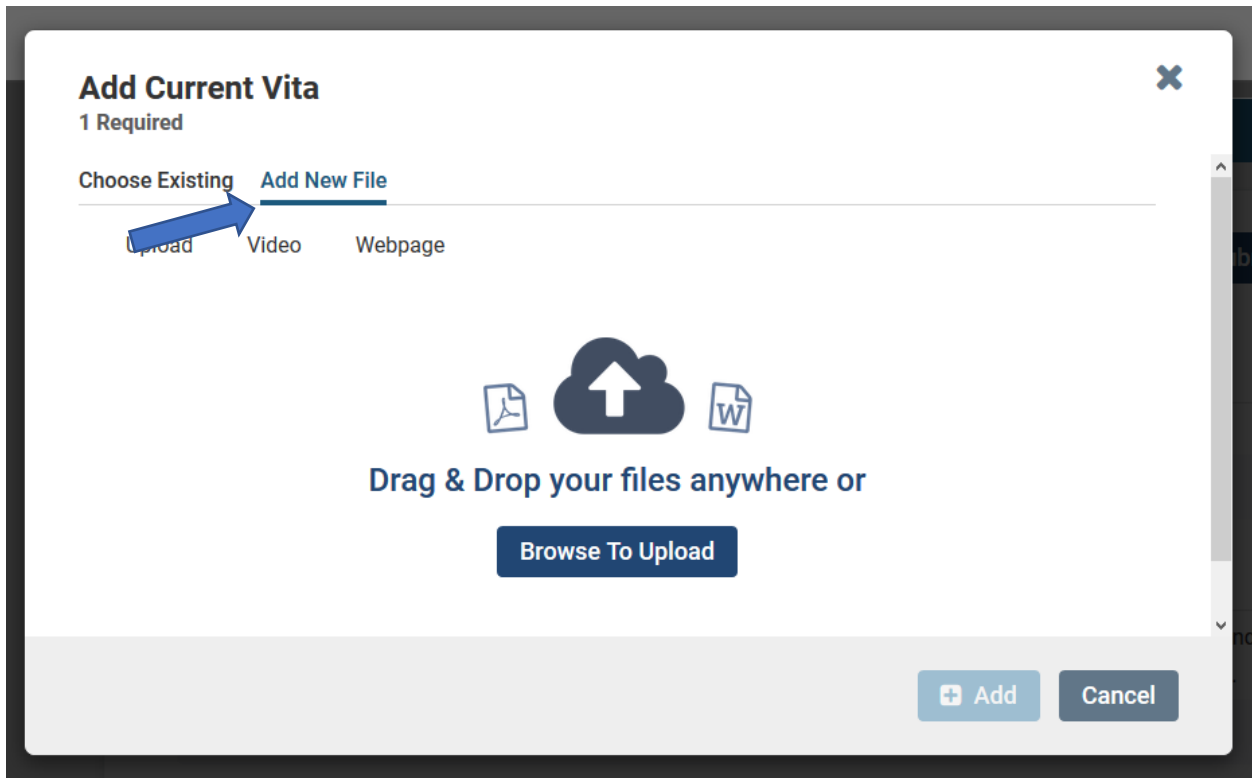 Add Current Vita
1 Required
Choose Existing Add New File
Upload Video Webpage
W
Drag & Drop your files anywhere or
Browse To Upload
Add Cancel